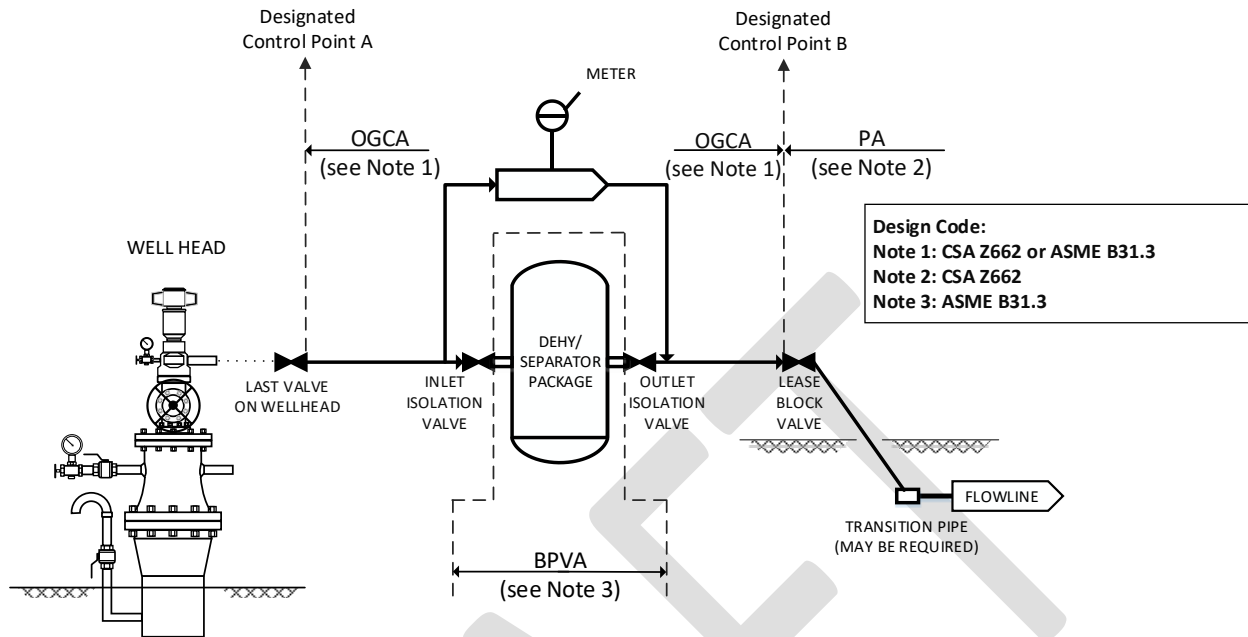 Designated
Control Point A
Designated
Control Point B
METER
OGCA
(see Note 1)
OGCA
(see Note 1)
PA
(see Note 2)
Design Code:
Note 1: CSA Z662 or ASME B31.3
Note 2: CSA Z662
Note 3: ASME B31.3
WELL HEAD
DEHY/
SEPARATOR
PACKAGE
LAST VALVE
ON WELLHEAD
INLET
ISOLATION
VALVE
OUTLET
ISOLATION
VALVE
LEASE
BLOCK
VALVE
FLOWLINE
TRANSITION PIPE
(MAY BE REQUIRED)
BPVA
(see Note 3)